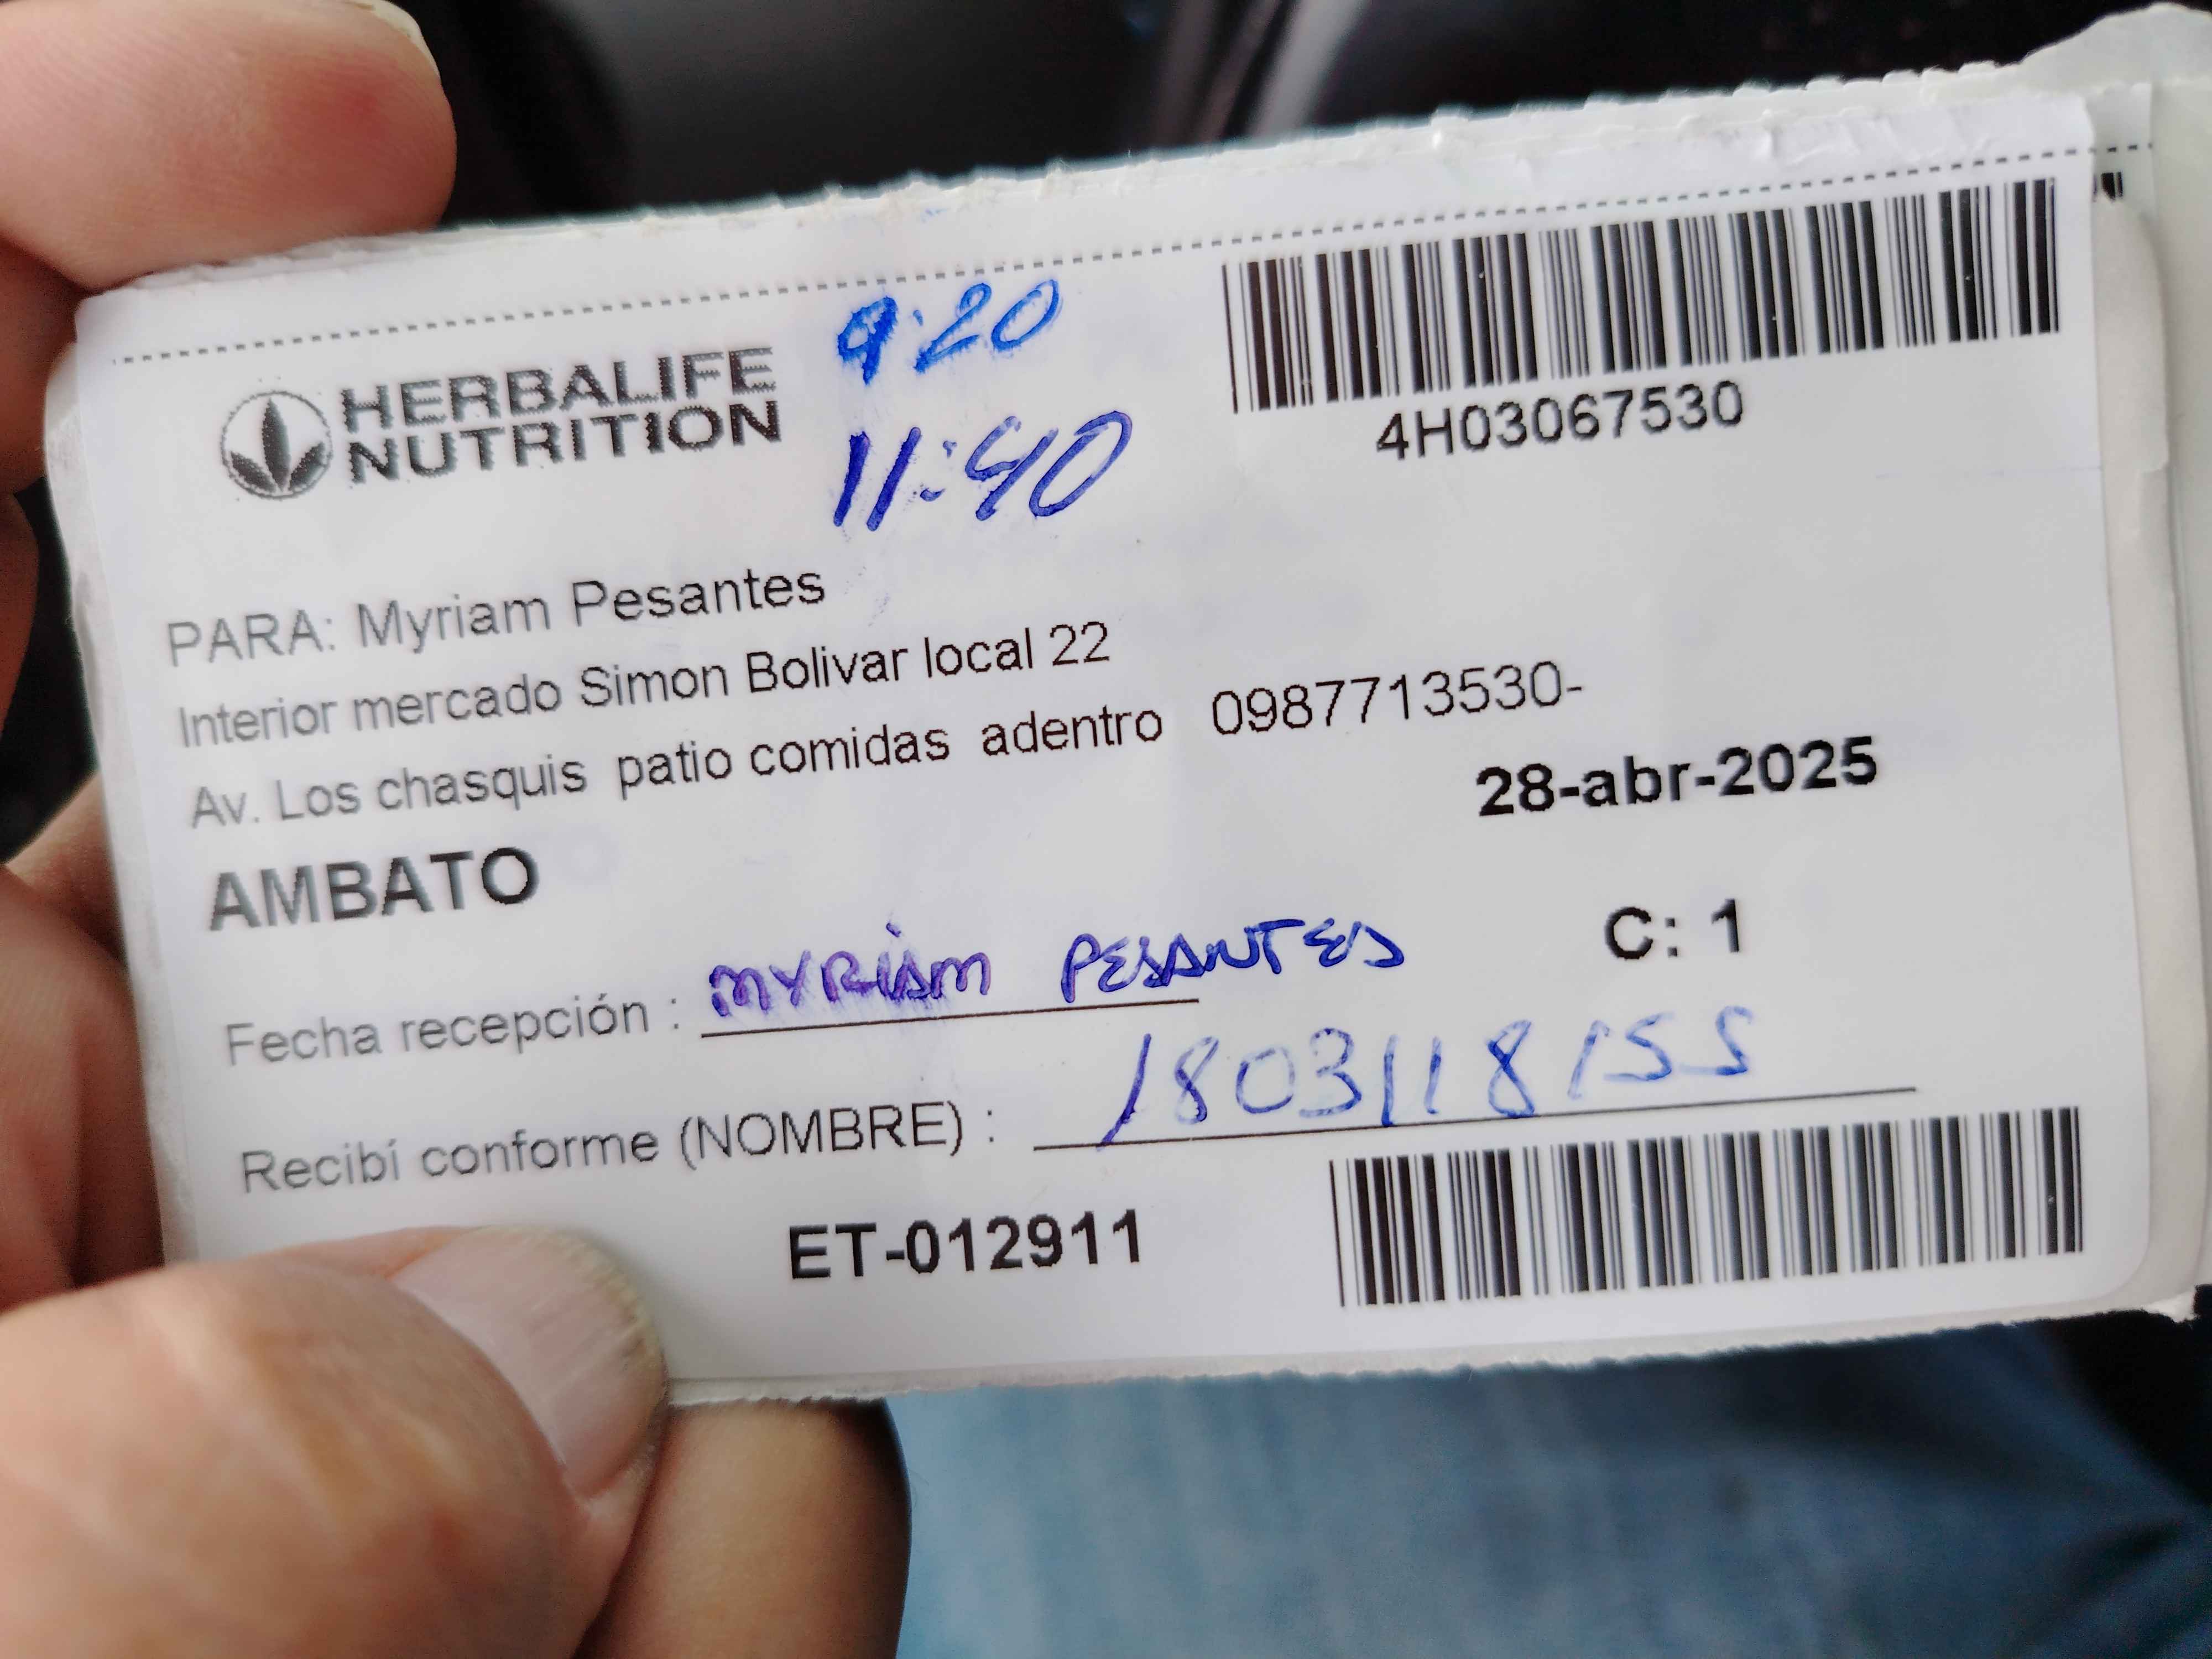 HERBALIFE
NUTRITION
9:20
11:40
4H03067530
PARA: Myriam Pesantes
Interior mercado Simon Bolivar local 22
Av. Los chasquis patio comidas adentro 0987713530-
28-abr-2025
AMBATO
C: 1
Fecha recepción : MYRIAM PESANTES
Recibí conforme (NOMBRE) : 1803118155
ET-012911